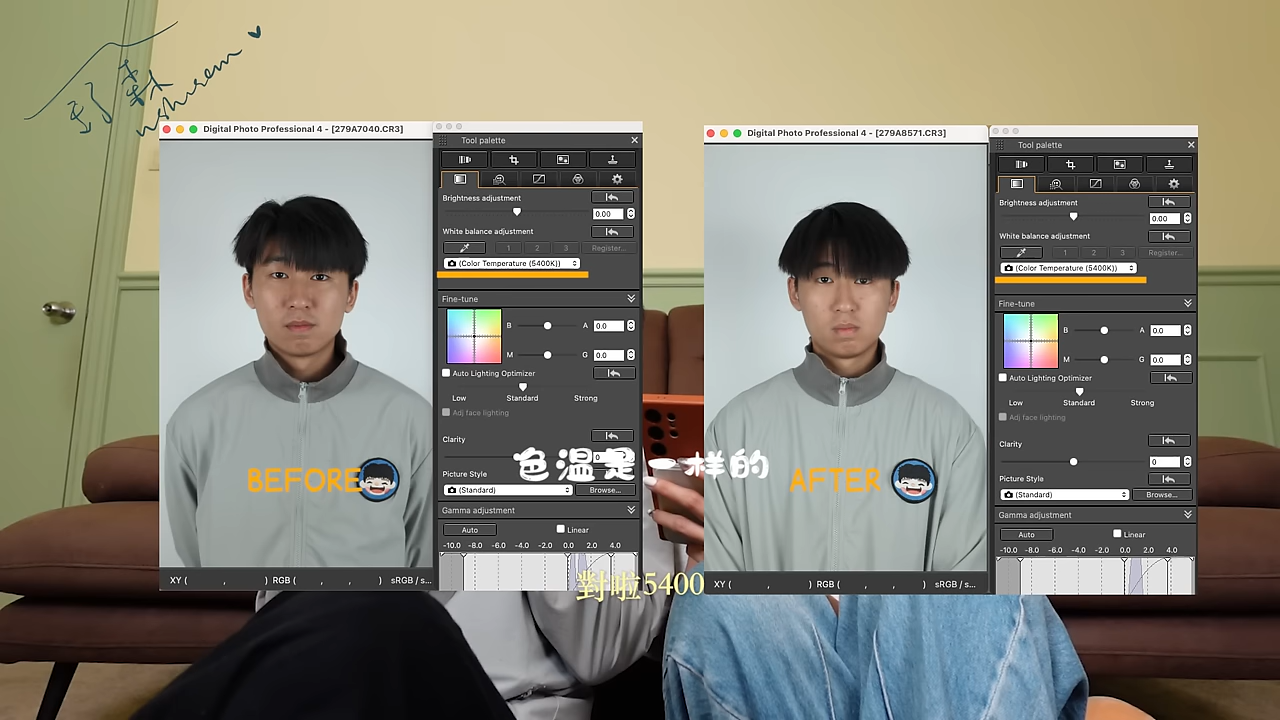 Digital Photo Professional 4 - [279A7040.CR3]
Tool palette
Brightness adjustment
0.00
White balance adjustment
1 2 3 Register...
(Color Temperature (5400K))
Fine-tune
B A 0.0
M G 0.0
Auto Lighting Optimizer
Low Standard Strong
Adj face lighting
Clarity
0
Picture Style
(Standard) Browse...
Gamma adjustment
Auto Linear
-10.0 -8.0 -6.0 -4.0 -2.0 0.0 2.0 4.0
XY ( , ) RGB ( , , ) sRGB / s...
BEFORE
Digital Photo Professional 4 - [279A8571.CR3]
Tool palette
Brightness adjustment
0.00
White balance adjustment
1 2 3 Register...
(Color Temperature (5400K))
Fine-tune
B A 0.0
M G 0.0
Auto Lighting Optimizer
Low Standard Strong
Adj face lighting
Clarity
0
Picture Style
(Standard) Browse...
Gamma adjustment
Auto Linear
-10.0 -8.0 -6.0 -4.0 -2.0 0.0 2.0 4.0
XY ( , ) RGB ( , , ) sRGB / s...
AFTER
色温是一样的
對啦5400